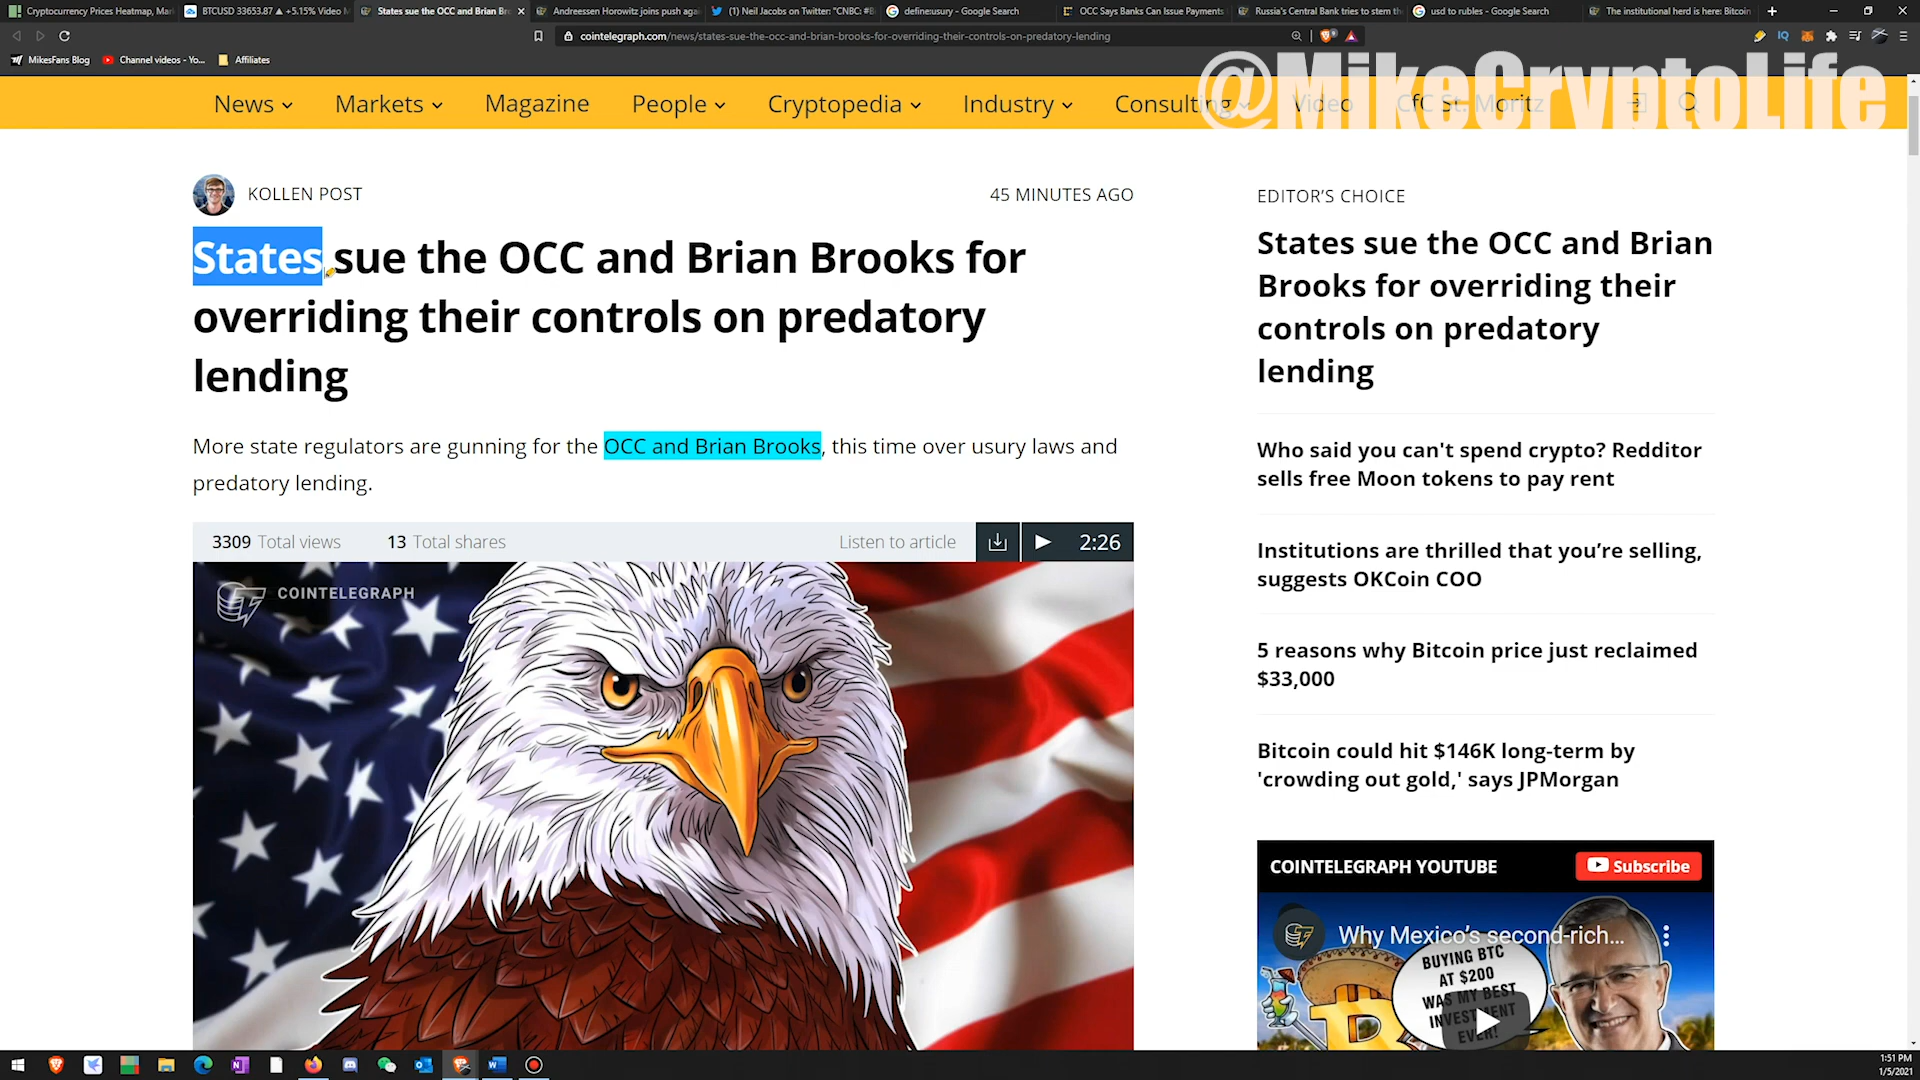 Cryptocurrency Prices Heatmap, Mar
BTCUSD 33653.87 ▲ +5.15% Video M
States sue the OCC and Brian Br
Andreessen Horowitz joins push aga
(1) Neil Jacobs on Twitter: "CNBC: #B
define:usury - Google Search
OCC Says Banks Can Issue Payments
Russia's Central Bank tries to stem th
usd to rubles - Google Search
The institutional herd is here: Bitcoin
cointelegraph.com/news/states-sue-the-occ-and-brian-brooks-for-overriding-their-controls-on-predatory-lending
MikesFans Blog
Channel videos - Yo...
Affiliates
@MikeCryptoLife
News
Markets
Magazine
People
Cryptopedia
Industry
Consulting
Video
CfC St. Moritz
KOLLEN POST
45 MINUTES AGO
States sue the OCC and Brian Brooks for
overriding their controls on predatory
lending
More state regulators are gunning for the OCC and Brian Brooks, this time over usury laws and
predatory lending.
3309 Total views
13 Total shares
Listen to article
2:26
COINTELEGRAPH
EDITOR'S CHOICE
States sue the OCC and Brian
Brooks for overriding their
controls on predatory
lending
Who said you can't spend crypto? Redditor
sells free Moon tokens to pay rent
Institutions are thrilled that you're selling,
suggests OKCoin COO
5 reasons why Bitcoin price just reclaimed
$33,000
Bitcoin could hit $146K long-term by
'crowding out gold,' says JPMorgan
COINTELEGRAPH YOUTUBE
Subscribe
Why Mexico's second-rich...
BUYING BTC
AT $200
WAS MY BEST
INVESTMENT
EVER!
1:51 PM
1/5/2021